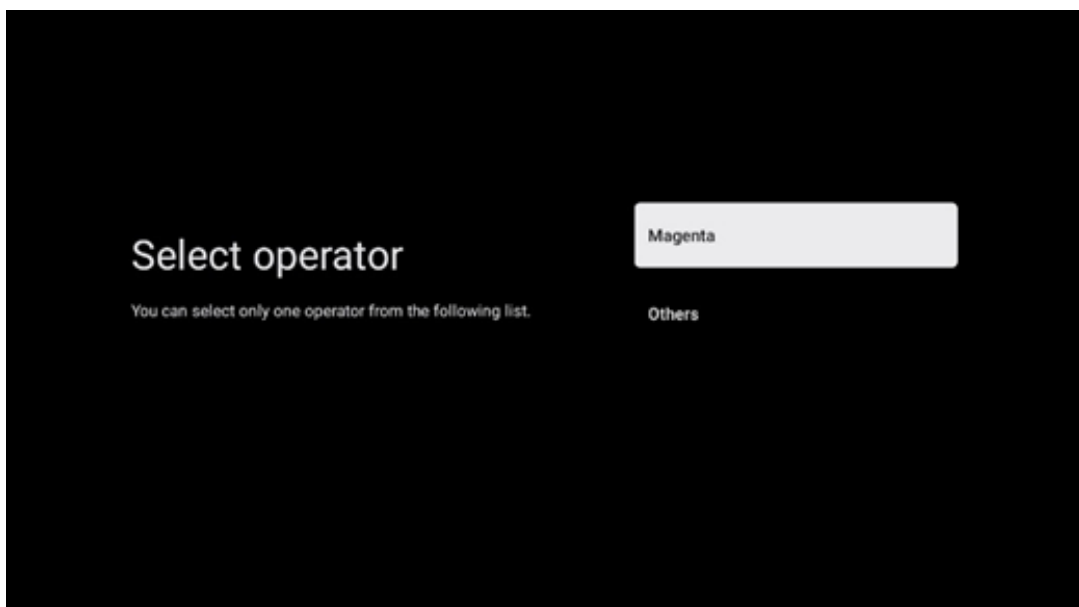 Select operator
You can select only one operator from the following list.
Magenta
Others